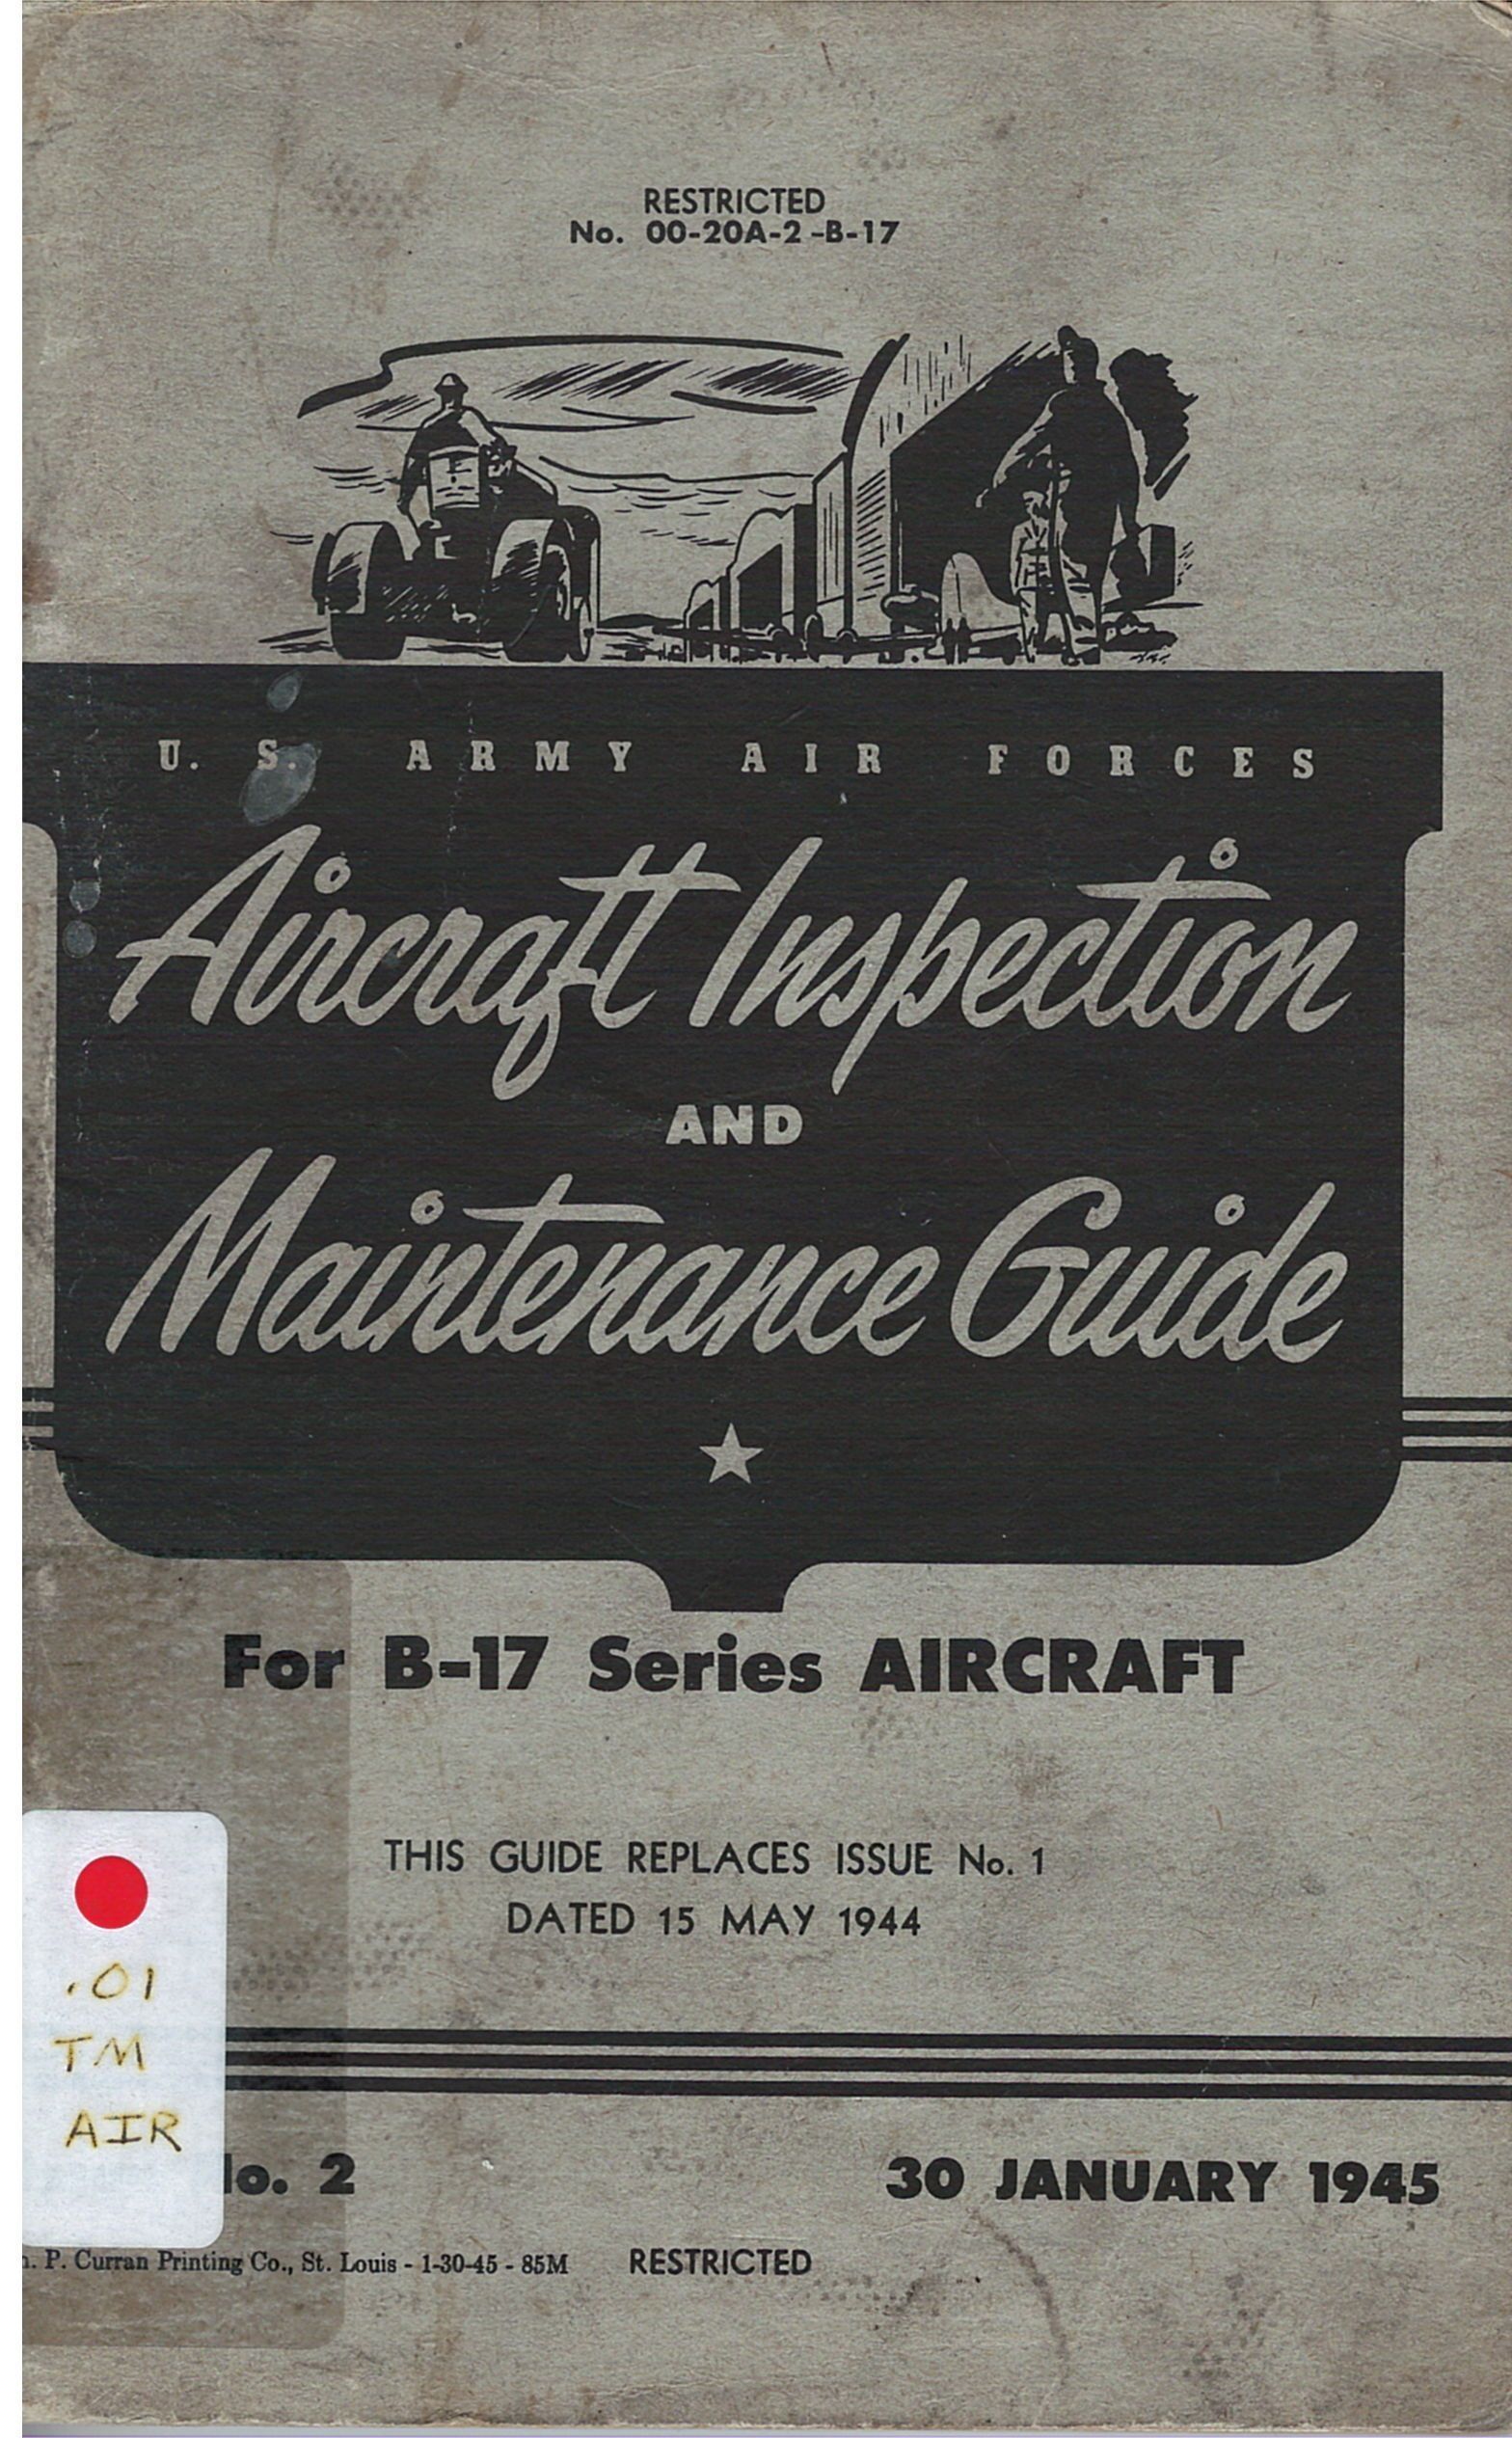 RESTRICTED
No. 00-20A-2-B-17
U. S. ARMY AIR FORCES
Aircraft Inspection
AND
Maintenance Guide
For B-17 Series AIRCRAFT
THIS GUIDE REPLACES ISSUE No. 1
DATED 15 MAY 1944
.01
TM
AIR
2
30 JANUARY 1945
P. Curran Printing Co., St. Louis - 1-30-45 - 85M
RESTRICTED